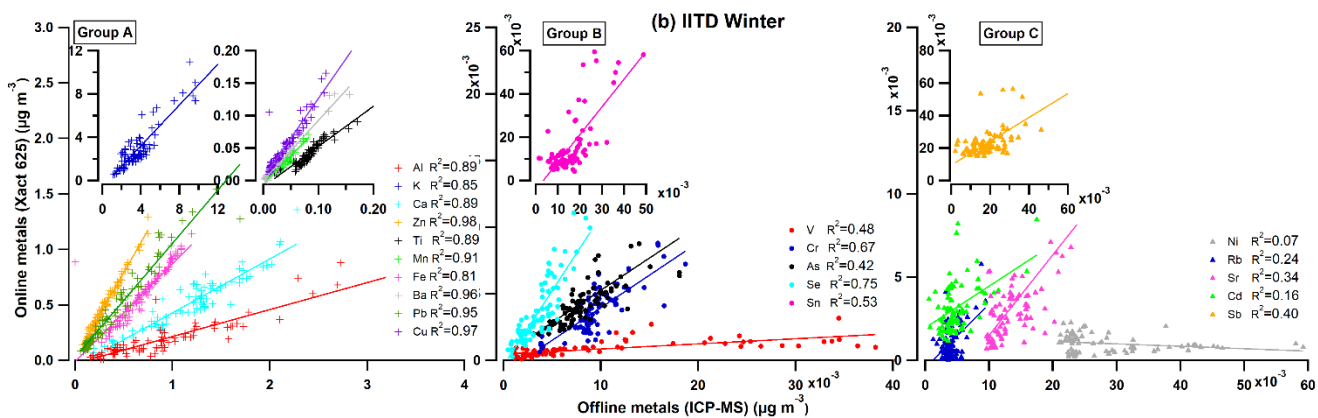 (b) IITD Winter
Group A
Group B
Group C
Online metals (Xact 625) (µg m⁻³)
3.0
2.5
2.0
1.5
1.0
0.5
0.0
0
1
2
3
4
12
8
4
0
0
4
8
12
0.20
0.15
0.10
0.05
0.00
0.00
0.10
0.20
Al R²=0.89
K R²=0.85
Ca R²=0.89
Zn R²=0.98
Ti R²=0.89
Mn R²=0.91
Fe R²=0.81
Ba R²=0.96
Pb R²=0.95
Cu R²=0.97
25
20x10⁻³
15
10
5
0
0
10
20
30
40x10⁻³
x10⁻³
60
40
20
0
0
10
20
30
40
50
x10⁻³
V R²=0.48
Cr R²=0.67
As R²=0.42
Se R²=0.75
Sn R²=0.53
Offline metals (ICP-MS) (µg m⁻³)
20
15x10⁻³
10
5
0
0
10
20
30
40
50
60
x10⁻³
x10⁻³
80
60
40
20
0
0
20
40
60
x10⁻³
Ni R²=0.07
Rb R²=0.24
Sr R²=0.34
Cd R²=0.16
Sb R²=0.40